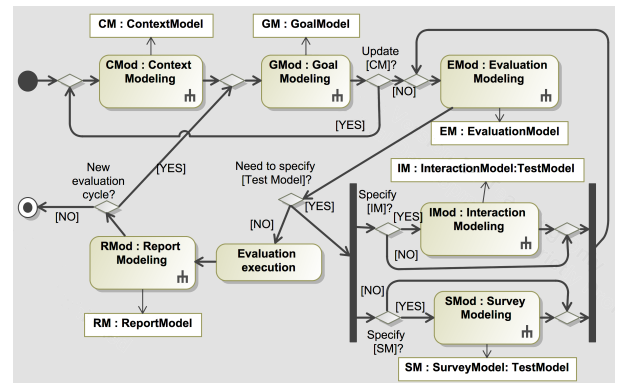 CM : ContextModel
GM : GoalModel
CMod : Context
Modeling
GMod : Goal
Modeling
Update
[CM]?
[NO]
EMod : Evaluation
Modeling
[YES]
EM : EvaluationModel
New
evaluation
cycle?
[YES]
[NO]
Need to specify
[Test Model]?
[YES]
[NO]
IM : InteractionModel:TestModel
Specify
[IM]?
[YES]
IMod : Interaction
Modeling
[NO]
RMod : Report
Modeling
Evaluation
execution
[NO]
[YES]
SMod : Survey
Modeling
Specify
[SM]?
RM : ReportModel
SM : SurveyModel: TestModel